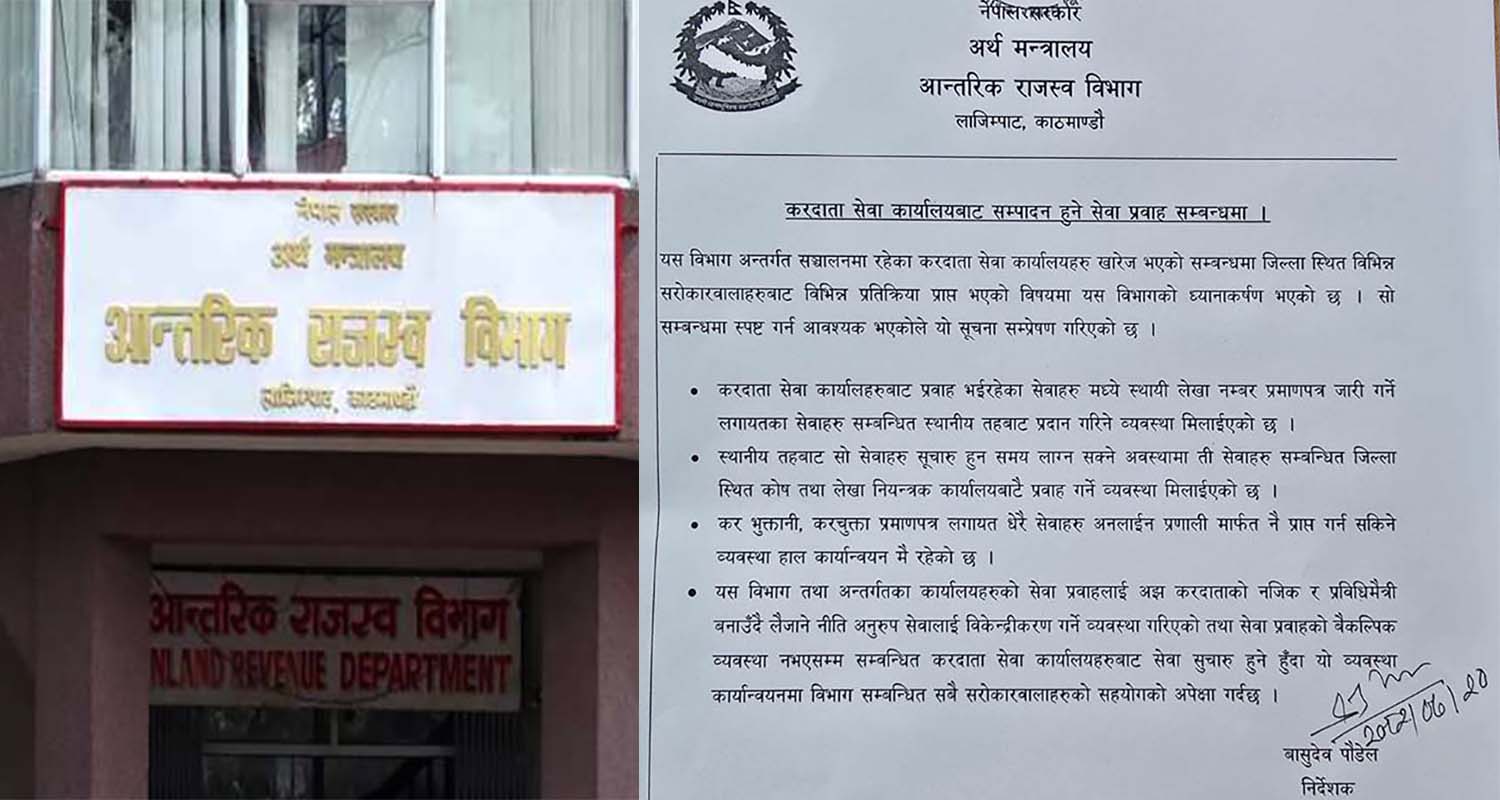 नेपाल सरकार
अर्थ मन्त्रालय
आन्तरिक राजस्व विभाग
लाजिम्पाट, काठमाण्डौ
आन्तरिक राजस्व विभाग
INLAND REVENUE DEPARTMENT
नेपाल सरकार
अर्थ मन्त्रालय
आन्तरिक राजस्व विभाग
लाजिम्पाट, काठमाण्डौ
करदाता सेवा कार्यालयबाट सम्पादन हुने सेवा प्रवाह सम्बन्धमा ।
यस विभाग अन्तर्गत सञ्चालनमा रहेका करदाता सेवा कार्यालयहरु खारेज भएको सम्बन्धमा जिल्ला स्थित विभिन्न
सरोकारवालाहरुबाट विभिन्न प्रतिक्रिया प्राप्त भएको विषयमा यस विभागको ध्यानाकर्षण भएको छ । सो
सम्बन्धमा स्पष्ट गर्न आवश्यक भएकोले यो सूचना सम्प्रेषण गरिएको छ ।
• करदाता सेवा कार्यालहरुबाट प्रवाह भईरहेका सेवाहरु मध्ये स्थायी लेखा नम्बर प्रमाणपत्र जारी गर्ने
लगायतका सेवाहरु सम्बन्धित स्थानीय तहबाट प्रदान गरिने व्यवस्था मिलाईएको छ ।
• स्थानीय तहबाट सो सेवाहरु सूचारु हुन समय लाग्न सक्ने अवस्थामा ती सेवाहरु सम्बन्धित जिल्ला
स्थित कोष तथा लेखा नियन्त्रक कार्यालयबाटै प्रवाह गर्ने व्यवस्था मिलाईएको छ ।
• कर भुक्तानी, करचुक्ता प्रमाणपत्र लगायत धेरै सेवाहरु अनलाईन प्रणाली मार्फत नै प्राप्त गर्न सकिने
व्यवस्था हाल कार्यान्वयन मै रहेको छ ।
• यस विभाग तथा अन्तर्गतका कार्यालयहरुको सेवा प्रवाहलाई अझ करदाताको नजिक र प्रविधिमैत्री
बनाउँदै लैजाने नीति अनुरुप सेवालाई विकेन्द्रीकरण गर्ने व्यवस्था गरिएको तथा सेवा प्रवाहको बैकल्पिक
व्यवस्था नभएसम्म सम्बन्धित करदाता सेवा कार्यालयहरुबाट सेवा सुचारु हुने हुँदा यो व्यवस्था
कार्यान्वयनमा विभाग सम्बन्धित सबै सरोकारवालाहरुको सहयोगको अपेक्षा गर्दछ ।
बासुदेव पौडेल
निर्देशक